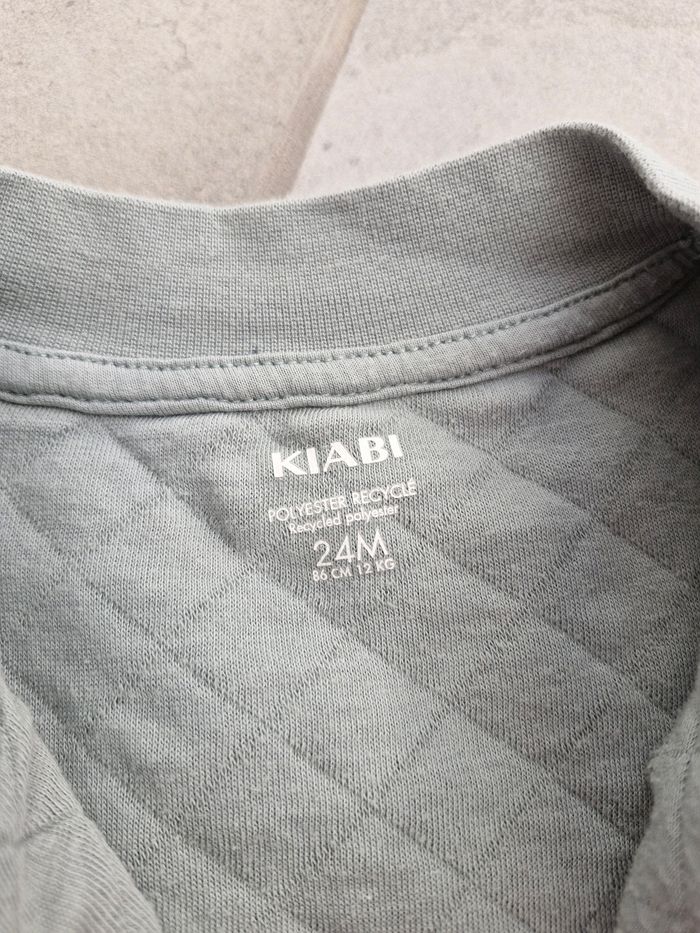 KIABI
POLYESTER RECYCLÉ
Recycled polyester
24M
86 CM 12 KG